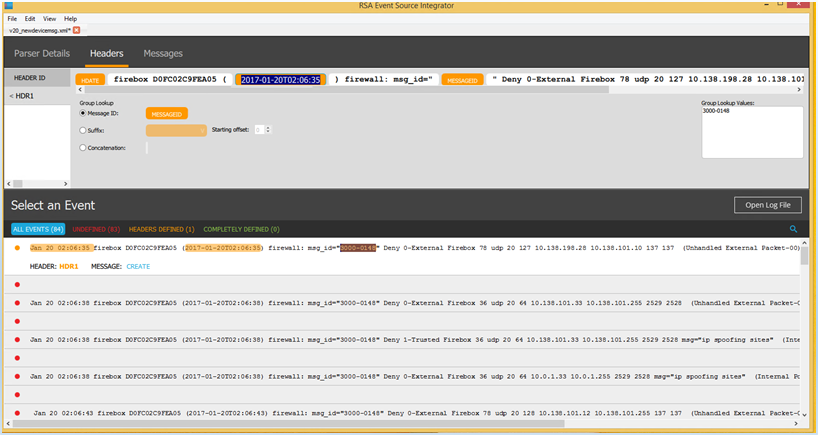 RSA Event Source Integrator
File Edit View Help
v20_newdevicemsg.xml*
Parser Details Headers Messages
HEADER ID
< HDR1
HDATE firebox D0FC02C9FEA05 ( 2017-01-20T02:06:35 ) firewall: msg_id=" MESSAGEID " Deny 0-External Firebox 78 udp 20 127 10.138.198.28 10.138.101
Group Lookup
Message ID: MESSAGEID
Suffix: Starting offset: 0
Concatenation:
Group Lookup Values:
3000-0148
Select an Event
Open Log File
ALL EVENTS (84) UNDEFINED (83) HEADERS DEFINED (1) COMPLETELY DEFINED (0)
Jan 20 02:06:35 firebox D0FC02C9FEA05 (2017-01-20T02:06:35) firewall: msg_id="3000-0148" Deny 0-External Firebox 78 udp 20 127 10.138.198.28 10.138.101.10 137 137 (Unhandled External Packet-00)
HEADER: HDR1 MESSAGE: CREATE
Jan 20 02:06:38 firebox D0FC02C9FEA05 (2017-01-20T02:06:38) firewall: msg_id="3000-0148" Deny 0-External Firebox 36 udp 20 64 10.138.101.33 10.138.101.255 2529 2528 (Unhandled External Packet-0
Jan 20 02:06:38 firebox D0FC02C9FEA05 (2017-01-20T02:06:38) firewall: msg_id="3000-0148" Deny 1-Trusted Firebox 36 udp 20 64 10.138.101.33 10.138.101.255 2529 2528 msg="ip spoofing sites" (Inte
Jan 20 02:06:38 firebox D0FC02C9FEA05 (2017-01-20T02:06:38) firewall: msg_id="3000-0148" Deny 0-External Firebox 36 udp 20 64 10.0.1.33 10.0.1.255 2529 2528 msg="ip spoofing sites" (Internal Po
Jan 20 02:06:43 firebox D0FC02C9FEA05 (2017-01-20T02:06:43) firewall: msg_id="3000-0148" Deny 0-External Firebox 78 udp 20 128 10.138.101.12 10.138.101.255 137 137 (Unhandled External Packet-00)